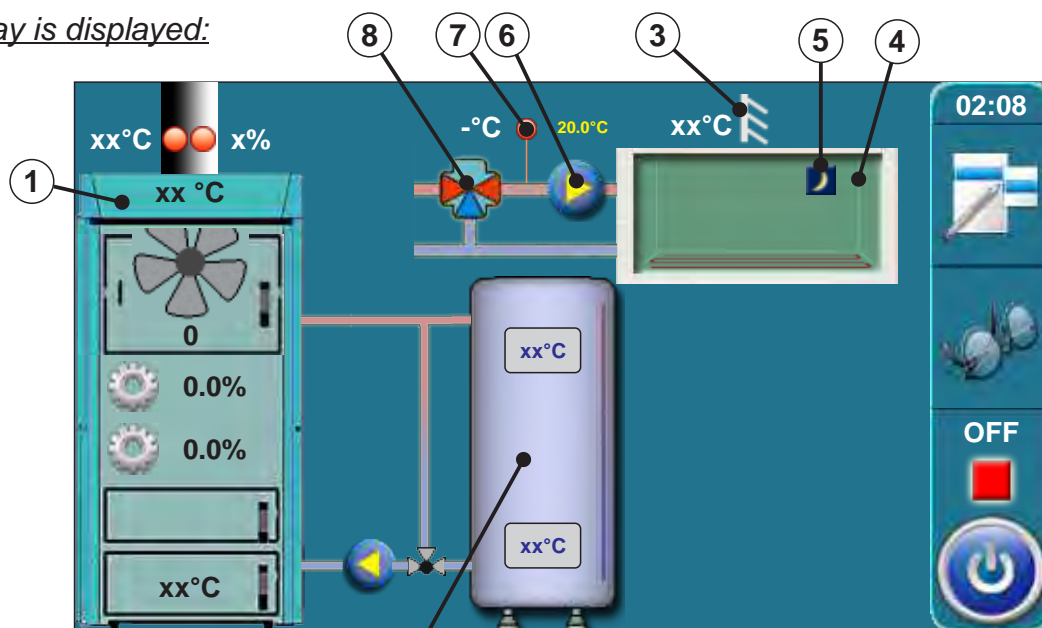 ay is displayed:
8
7
6
3
5
4
02:08
-°C
20.0°C
xx°C
xx°C
x%
1
xx °C
0
xx°C
0.0%
0.0%
OFF
xx°C
xx°C